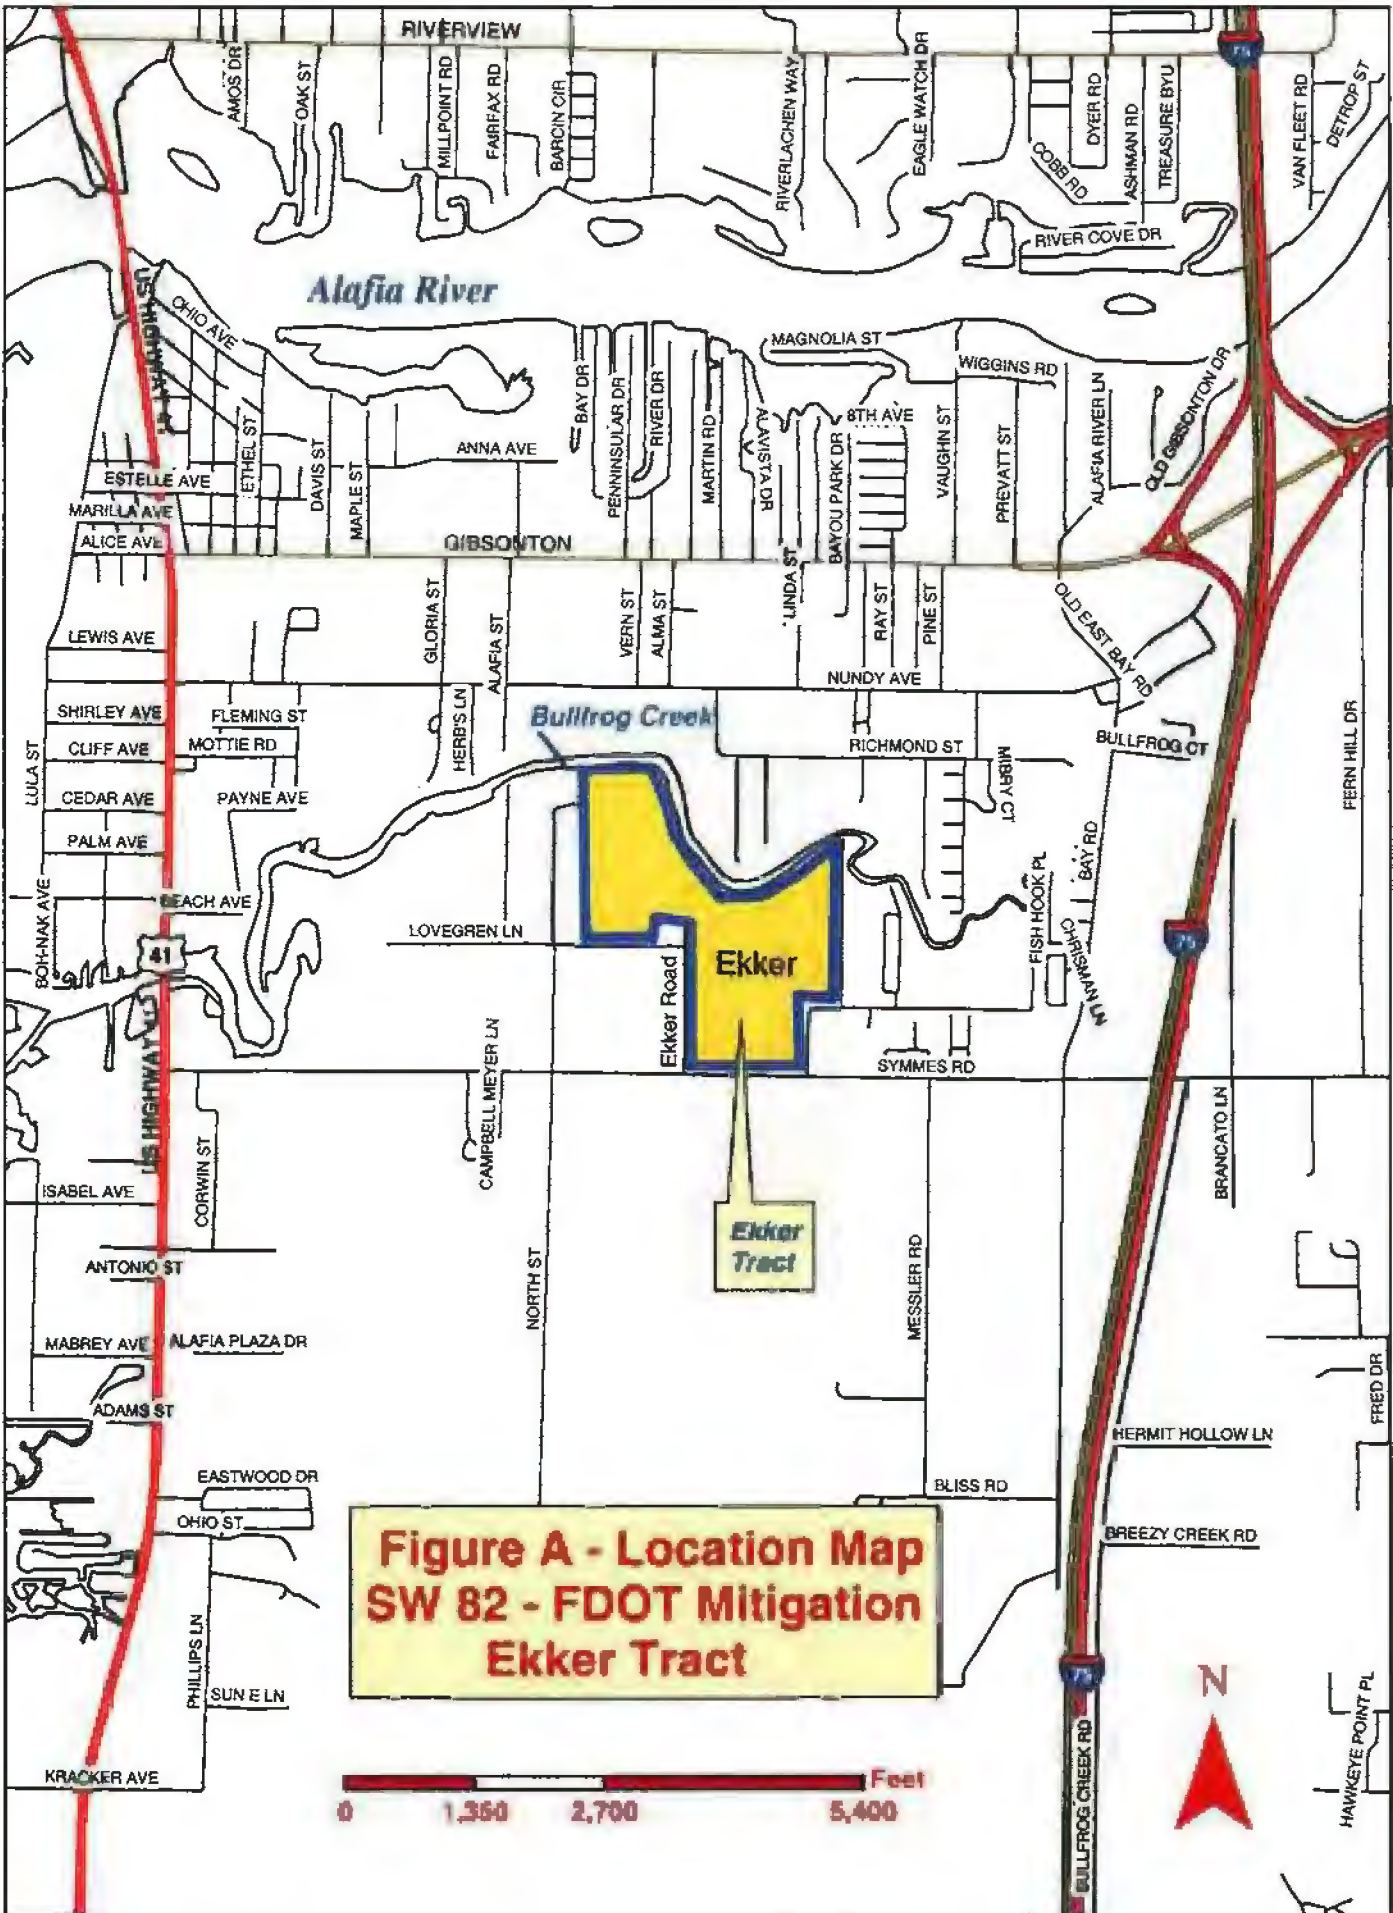 RIVERVIEW
75
AMOS DR
OAK ST
MILLPOINT RD
FAIRFAX RD
BARCIN CIR
RIVERLACHEN WAY
EAGLE WATCH DR
COBB RD
DYER RD
ASHMAN RD
TREASURE BYU
VAN FLEET RD
DETROP ST
RIVER COVE DR
Alafia River
US HIGHWAY 41
OHIO AVE
MAGNOLIA ST
WIGGINS RD
BAY DR
PENNINSULAR DR
RIVER DR
MARTIN RD
ALAVISTA DR
BAYOU PARK DR
8TH AVE
VAUGHN ST
PREVATT ST
ALAFIA RIVER LN
OLD GIBSONTON DR
ETHEL ST
DAVIS ST
MAPLE ST
ANNA AVE
ESTELLE AVE
MARILLA AVE
ALICE AVE
GIBSONTON
LEWIS AVE
GLORIA ST
ALAFIA ST
VERN ST
ALMA ST
LINDA ST
RAY ST
PINE ST
OLD EAST BAY RD
NUNDY AVE
SHIRLEY AVE
FLEMING ST
HERB'S LN
Bullfrog Creek
RICHMOND ST
MIBRY CT
BULLFROG CT
FERN HILL DR
LULA ST
CLIFF AVE
MOTTIE RD
CEDAR AVE
PAYNE AVE
PALM AVE
BAY RD
BOH-NAK AVE
BEACH AVE
LOVEGREN LN
FISH HOOK PL
CHRISMAN LN
41
75
Ekker
Ekker Road
US HIGHWAY 41 S
CAMPBELL MEYER LN
SYMMES RD
CORWIN ST
BRANCATO LN
ISABEL AVE
Ekker
Tract
NORTH ST
MESSLER RD
ANTONIO ST
MABREY AVE
ALAFIA PLAZA DR
FRED DR
ADAMS ST
HERMIT HOLLOW LN
EASTWOOD DR
BLISS RD
OHIO ST
BREEZY CREEK RD
Figure A - Location Map
SW 82 - FDOT Mitigation
Ekker Tract
PHILLIPS LN
SUN E LN
75
N
KRACKER AVE
BULLFROG CREEK RD
HAWKEYE POINT PL
Feet
0
1,350
2,700
5,400